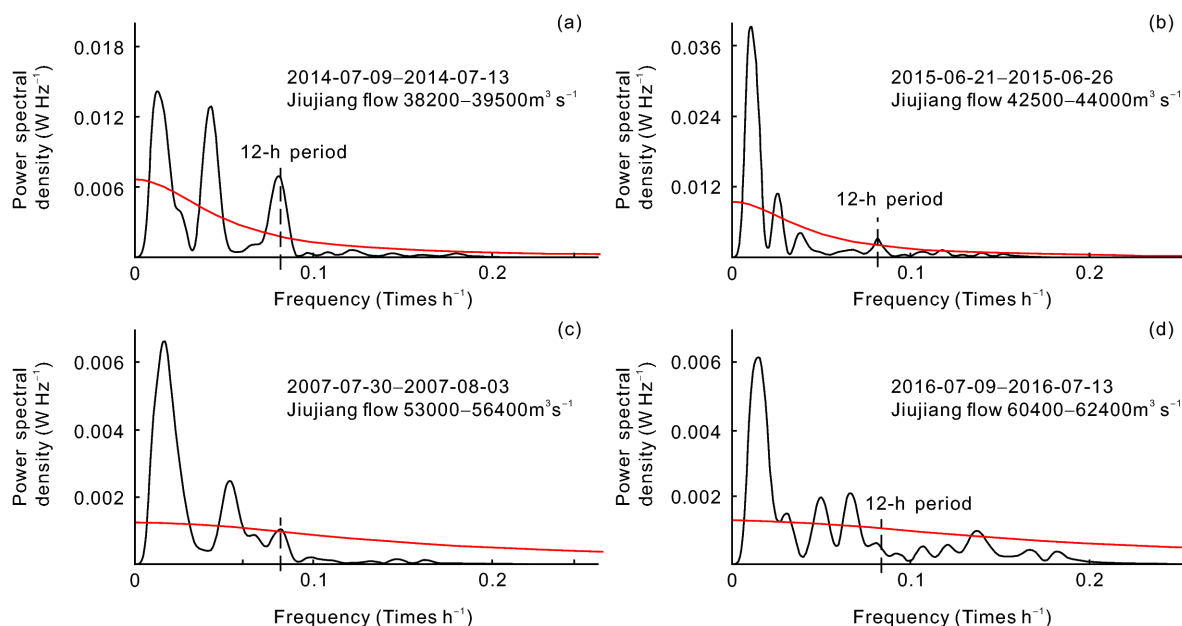 (a)
Power spectral
density (W Hz⁻¹)
0.018
0.012
0.006
2014-07-09–2014-07-13
Jiujiang flow 38200–39500m³ s⁻¹
12-h period
0
0.1
0.2
Frequency (Times h⁻¹)
(b)
Power spectral
density (W Hz⁻¹)
0.036
0.024
0.012
2015-06-21–2015-06-26
Jiujiang flow 42500–44000m³ s⁻¹
12-h period
0
0.1
0.2
Frequency (Times h⁻¹)
(c)
Power spectral
density (W Hz⁻¹)
0.006
0.004
0.002
2007-07-30–2007-08-03
Jiujiang flow 53000–56400m³s⁻¹
0
0.1
0.2
Frequency (Times h⁻¹)
(d)
Power spectral
density (W Hz⁻¹)
0.006
0.004
0.002
2016-07-09–2016-07-13
Jiujiang flow 60400–62400m³ s⁻¹
12-h period
0
0.1
0.2
Frequency (Times h⁻¹)